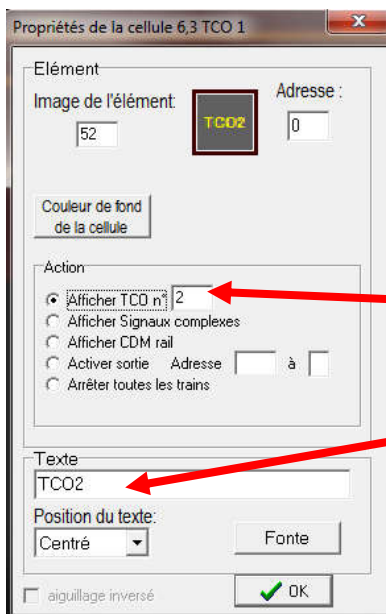 Propriétés de la cellule 6,3 TCO 1
x
Elément
Image de l'élément:
Adresse :
52
TCO2
0
Couleur de fond
de la cellule
Action
Afficher TCO n° 2
Afficher Signaux complexes
Afficher CDM rail
Activer sortie Adresse à
Arrêter toutes les trains
Texte
TCO2
Position du texte:
Centré
Fonte
aiguillage inversé
OK